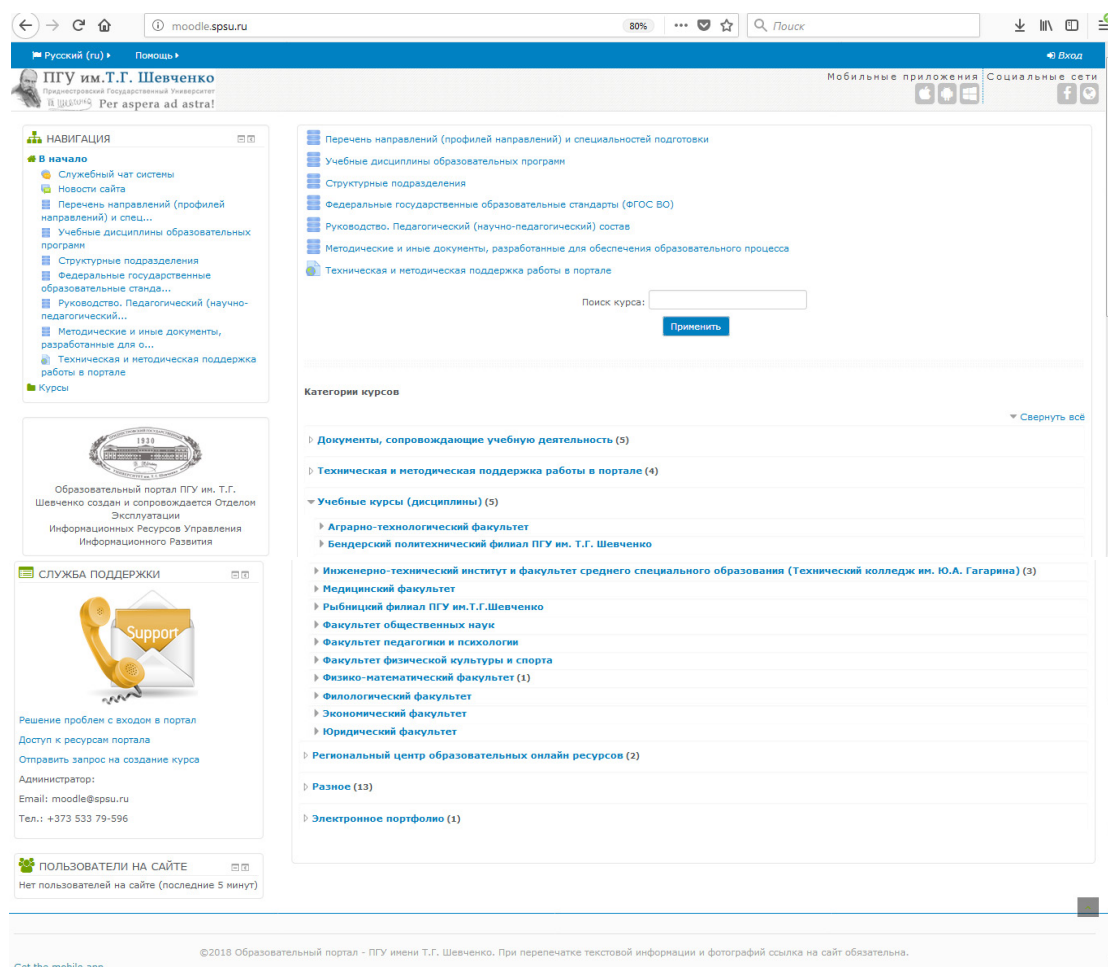 moodle.spsu.ru
80%
Поиск
Русский (ru)
Помощь
Вход
ПГУ им.Т.Г. Шевченко
Приднестровский Государственный Университет
Per aspera ad astra!
Мобильные приложения
Социальные сети
НАВИГАЦИЯ
В начало
Служебный чат системы
Новости сайта
Перечень направлений (профилей
направлений) и спец...
Учебные дисциплины образовательных
программ
Структурные подразделения
Федеральные государственные
образовательные станда...
Руководство. Педагогический (научно-
педагогический...
Методические и иные документы,
разработанные для о...
Техническая и методическая поддержка
работы в портале
Курсы
1930
Образовательный портал ПГУ им. Т.Г.
Шевченко создан и сопровождается Отделом
Эксплуатации
Информационных Ресурсов Управления
Информационного Развития
СЛУЖБА ПОДДЕРЖКИ
Support
Решение проблем с входом в портал
Доступ к ресурсам портала
Отправить запрос на создание курса
Администратор:
Email: moodle@spsu.ru
Тел.: +373 533 79-596
ПОЛЬЗОВАТЕЛИ НА САЙТЕ
Нет пользователей на сайте (последние 5 минут)
Перечень направлений (профилей направлений) и специальностей подготовки
Учебные дисциплины образовательных программ
Структурные подразделения
Федеральные государственные образовательные стандарты (ФГОС ВО)
Руководство. Педагогический (научно-педагогический) состав
Методические и иные документы, разработанные для обеспечения образовательного процесса
Техническая и методическая поддержка работы в портале
Поиск курса:
Применить
Категории курсов
Свернуть всё
Документы, сопровождающие учебную деятельность (5)
Техническая и методическая поддержка работы в портале (4)
Учебные курсы (дисциплины) (5)
Аграрно-технологический факультет
Бендерский политехнический филиал ПГУ им. Т.Г. Шевченко
Инженерно-технический институт и факультет среднего специального образования (Технический колледж им. Ю.А. Гагарина) (3)
Медицинский факультет
Рыбницкий филиал ПГУ им.Т.Г.Шевченко
Факультет общественных наук
Факультет педагогики и психологии
Факультет физической культуры и спорта
Физико-математический факультет (1)
Филологический факультет
Экономический факультет
Юридический факультет
Региональный центр образовательных онлайн ресурсов (2)
Разное (13)
Электронное портфолио (1)
©2018 Образовательный портал - ПГУ имени Т.Г. Шевченко. При перепечатке текстовой информации и фотографий ссылка на сайт обязательна.
Get the mobile app